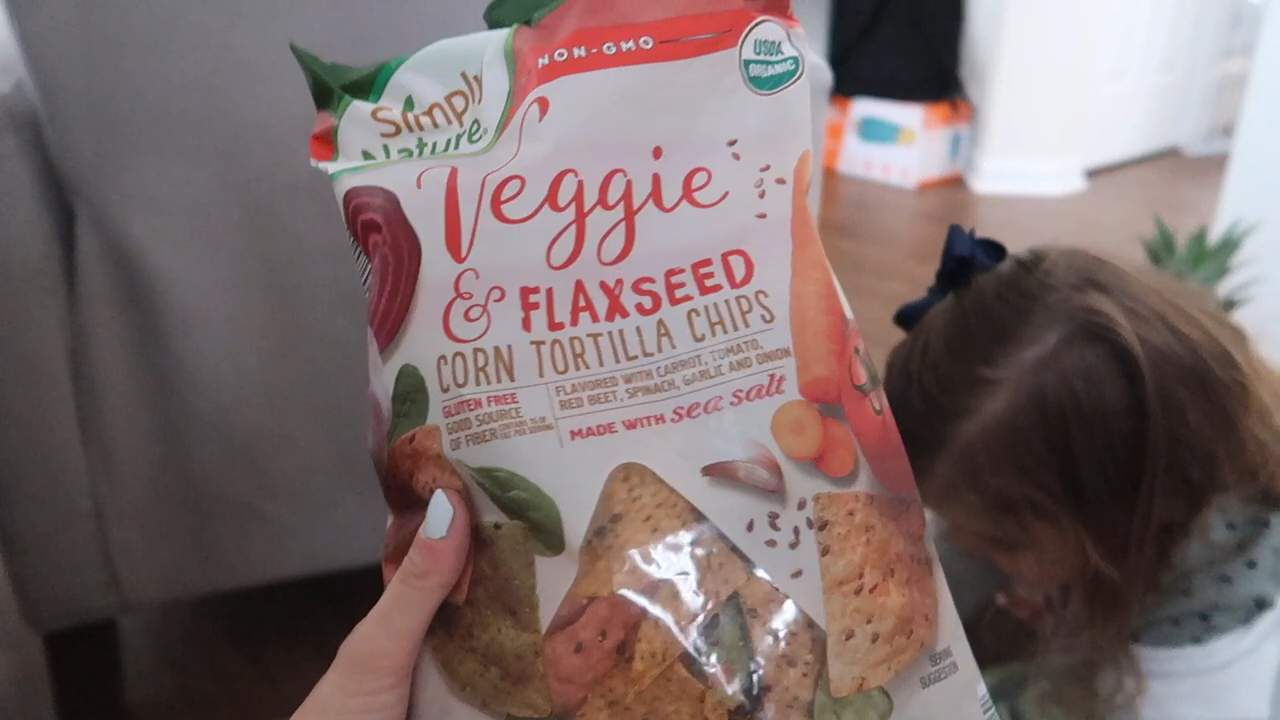 NON-GMO
USDA
ORGANIC
Simply
Nature
Veggie
& FLAXSEED
CORN TORTILLA CHIPS
GLUTEN FREE
GOOD SOURCE
OF FIBER
FLAVORED WITH CARROT, TOMATO,
RED BEET, SPINACH, GARLIC AND ONION
MADE WITH sea salt
SERVING
SUGGESTION